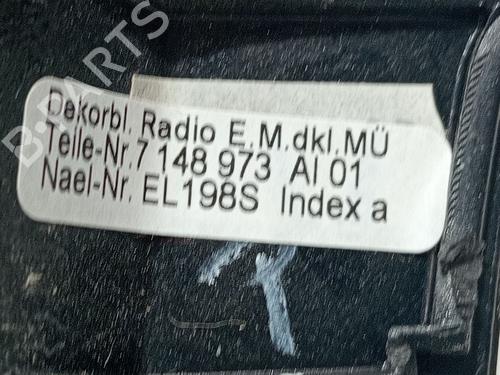 B-PARTS
Dekorbl. Radio E.M.dkl.MÜ
Teile-Nr.7 148 973 AI 01
Nael-Nr. EL198S Index a